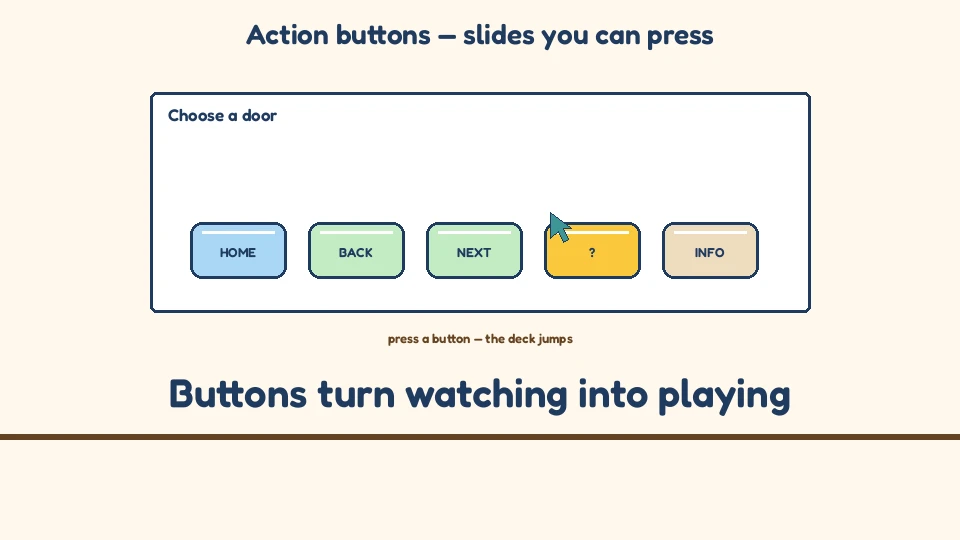 Action buttons — slides you can press
Choose a door
HOME BACK NEXT ? INFO
press a button — the deck jumps
Buttons turn watching into playing